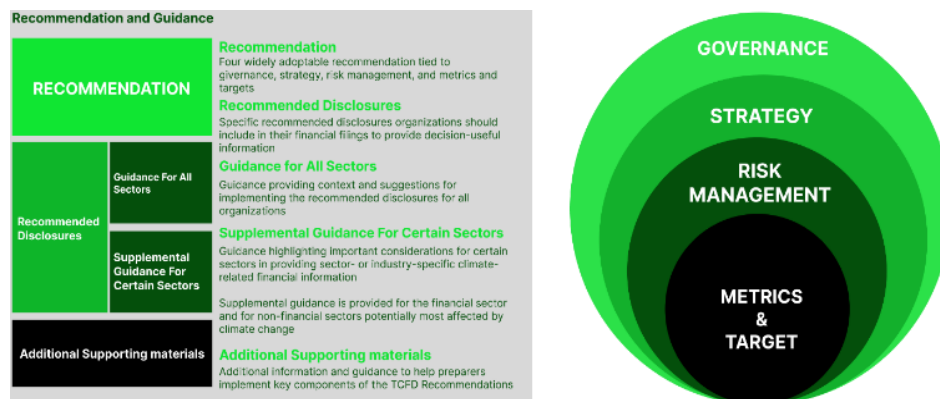 Recommendation and Guidance
RECOMMENDATION
Recommendation
Four widely adoptable recommendation tied to
givernance, strategy, risk management, and metrics and
targets
Recommended Disclosures
Specific recommended disclosures organizations should
include in their financial filings to provide decision-useful
information
Recommended
Disclosures
Guidance For All
Sectors
Supplemental
Guidance For
Certain Sectors
Guidance for All Sectors
Guidance providing context and suggestions for
implementing the recommended disclosures for all
organizations
Supplemental Guidance For Certain Sectors
Guidance highlighting important considerations for certain
sectors in providing sector- or industry-specific climate-
related financial information
Supplemental guidance is provided for the financial sector
and for non-financial sectors potentially most affected by
climate change
Additional Supporting materials
Additional Supporting materials
Additional information and guidance to help preparers
implement key components of the TCFD Recommendations
GOVERNANCE
STRATEGY
RISK
MANAGEMENT
METRICS
&
TARGET